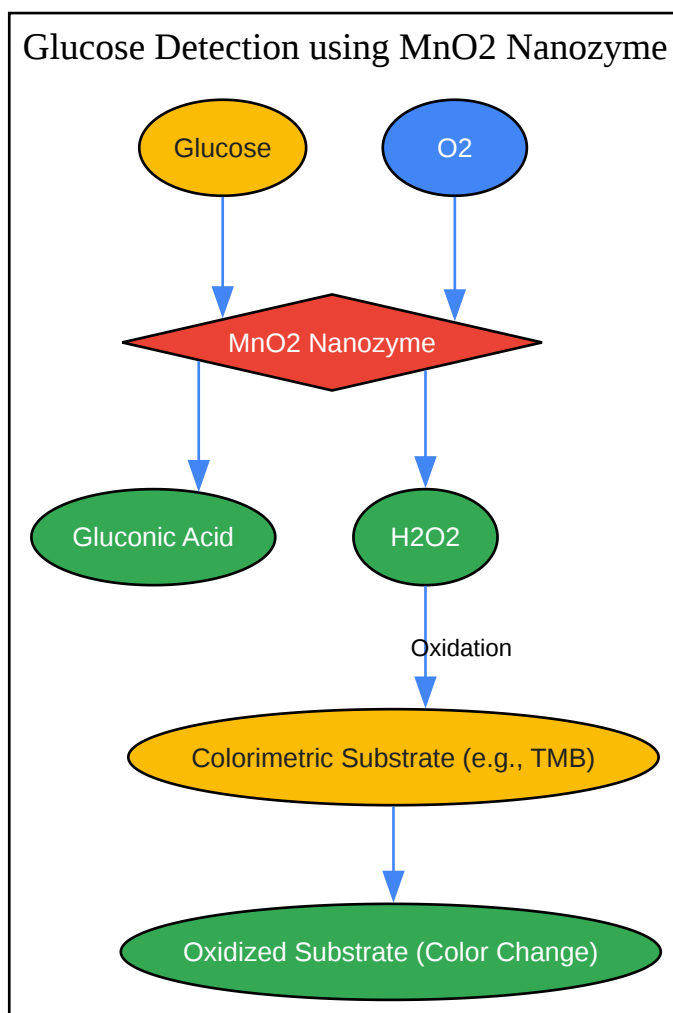 Glucose Detection using MnO2 Nanozyme
Glucose
O2
MnO2 Nanozyme
Gluconic Acid
H2O2
Oxidation
Colorimetric Substrate (e.g., TMB)
Oxidized Substrate (Color Change)